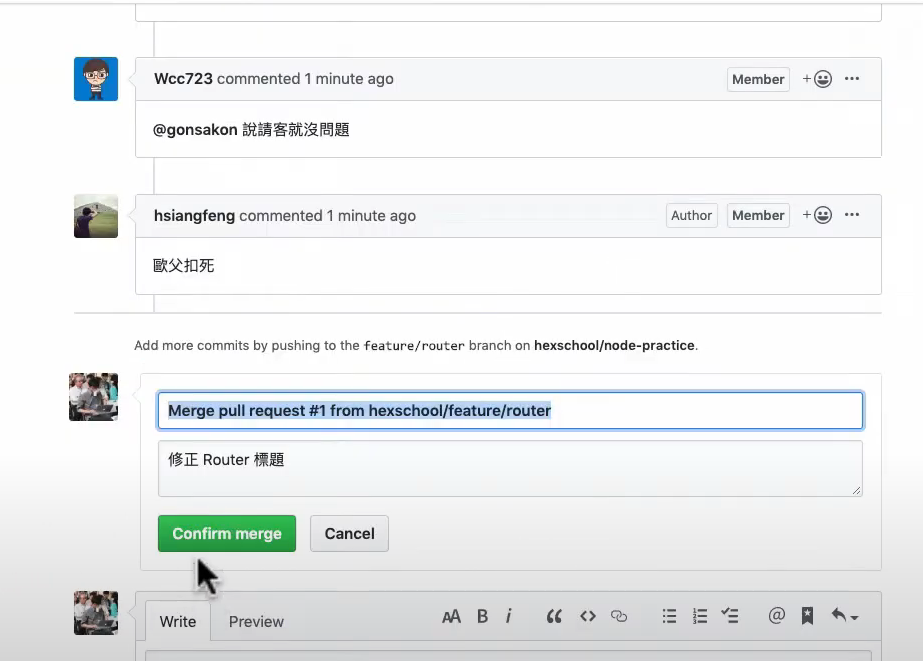 Wcc723 commented 1 minute ago
Member
@gonsakon 說請客就沒問題
hsiangfeng commented 1 minute ago
Author
Member
歐父扣死
Add more commits by pushing to the feature/router branch on hexschool/node-practice.
Merge pull request #1 from hexschool/feature/router
修正 Router 標題
Confirm merge
Cancel
Write
Preview
AA B i